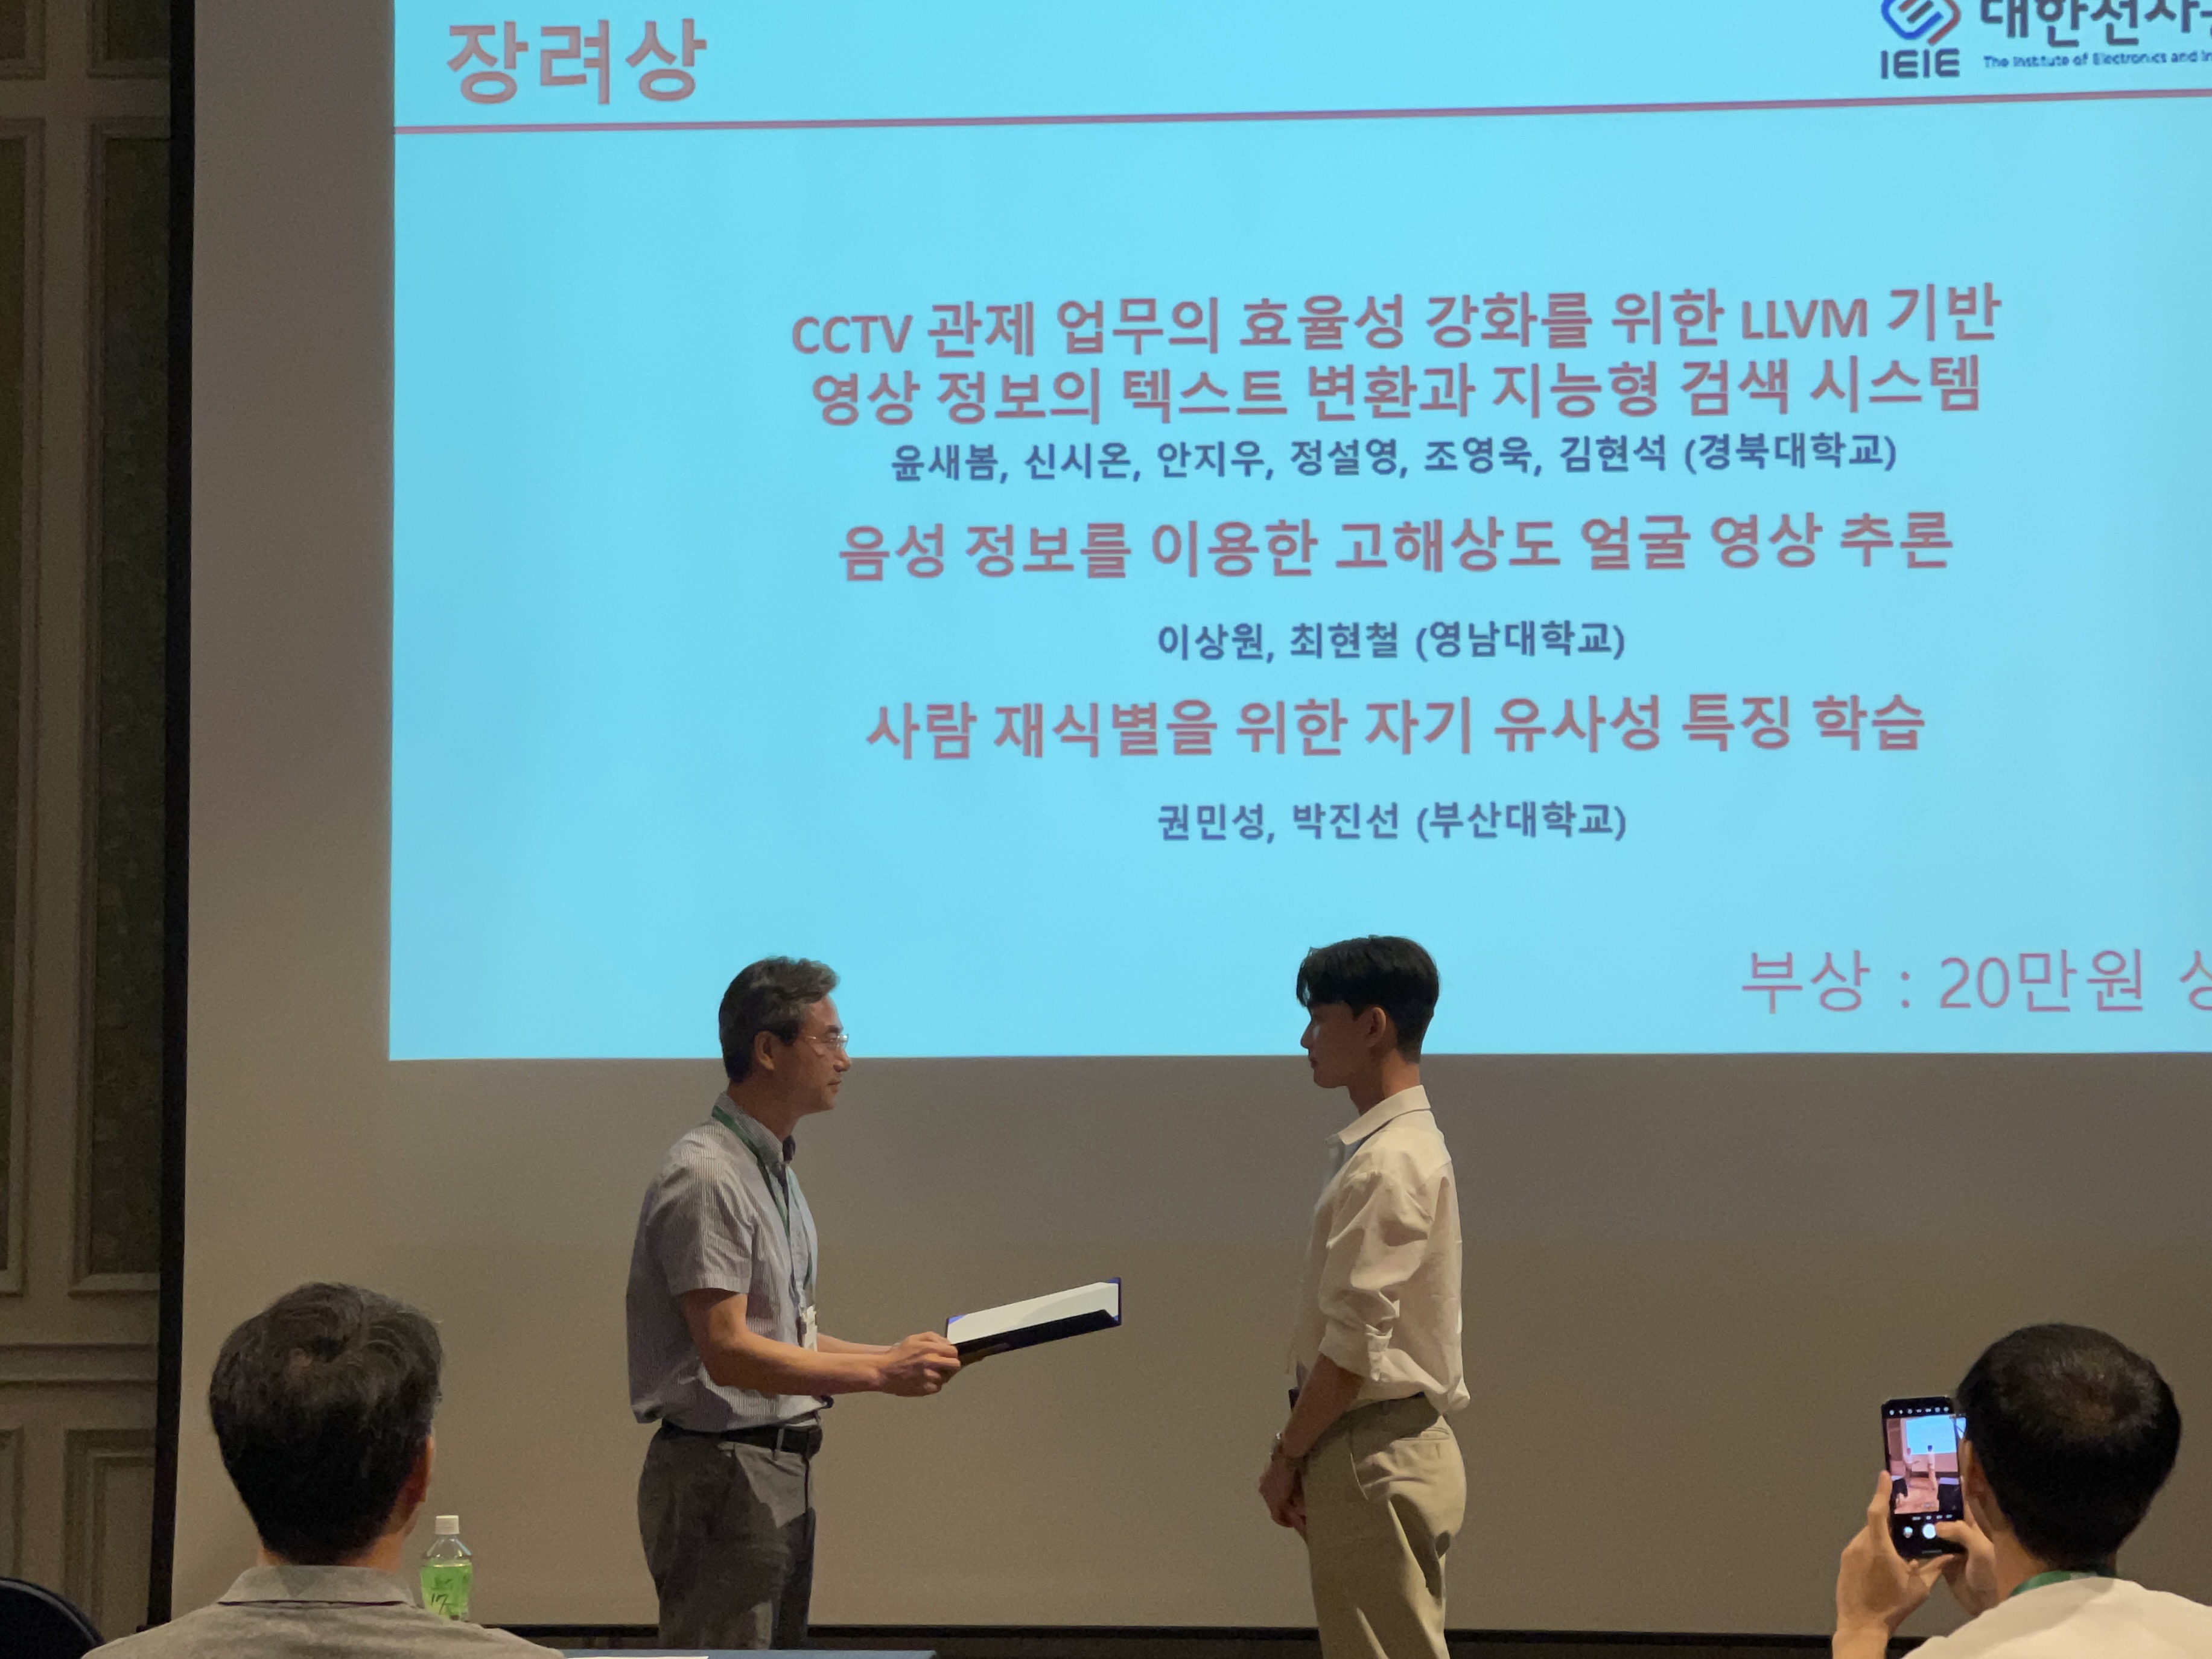 장려상
IEIE
The Institute of Electronics and
CCTV 관제 업무의 효율성 강화를 위한 LLVM 기반
영상 정보의 텍스트 변환과 지능형 검색 시스템
윤새봄, 신시온, 안지우, 정설영, 조영욱, 김현석 (경북대학교)
음성 정보를 이용한 고해상도 얼굴 영상 추론
이상원, 최현철 (영남대학교)
사람 재식별을 위한 자기 유사성 특징 학습
권민성, 박진선 (부산대학교)
부상 : 20만원